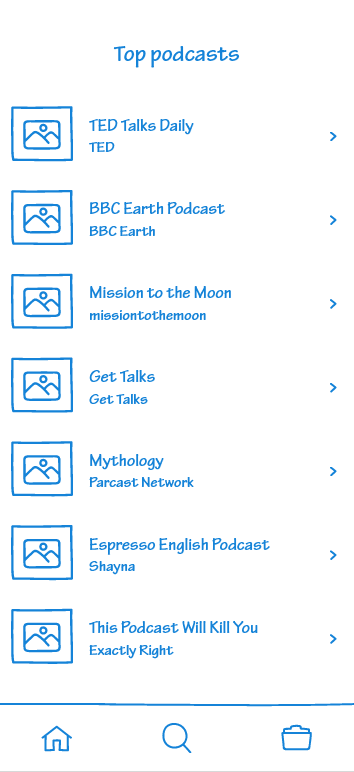 Top podcasts
TED Talks Daily
TED
BBC Earth Podcast
BBC Earth
Mission to the Moon
missiontothemoon
Get Talks
Get Talks
Mythology
Parcast Network
Espresso English Podcast
Shayna
This Podcast Will Kill You
Exactly Right